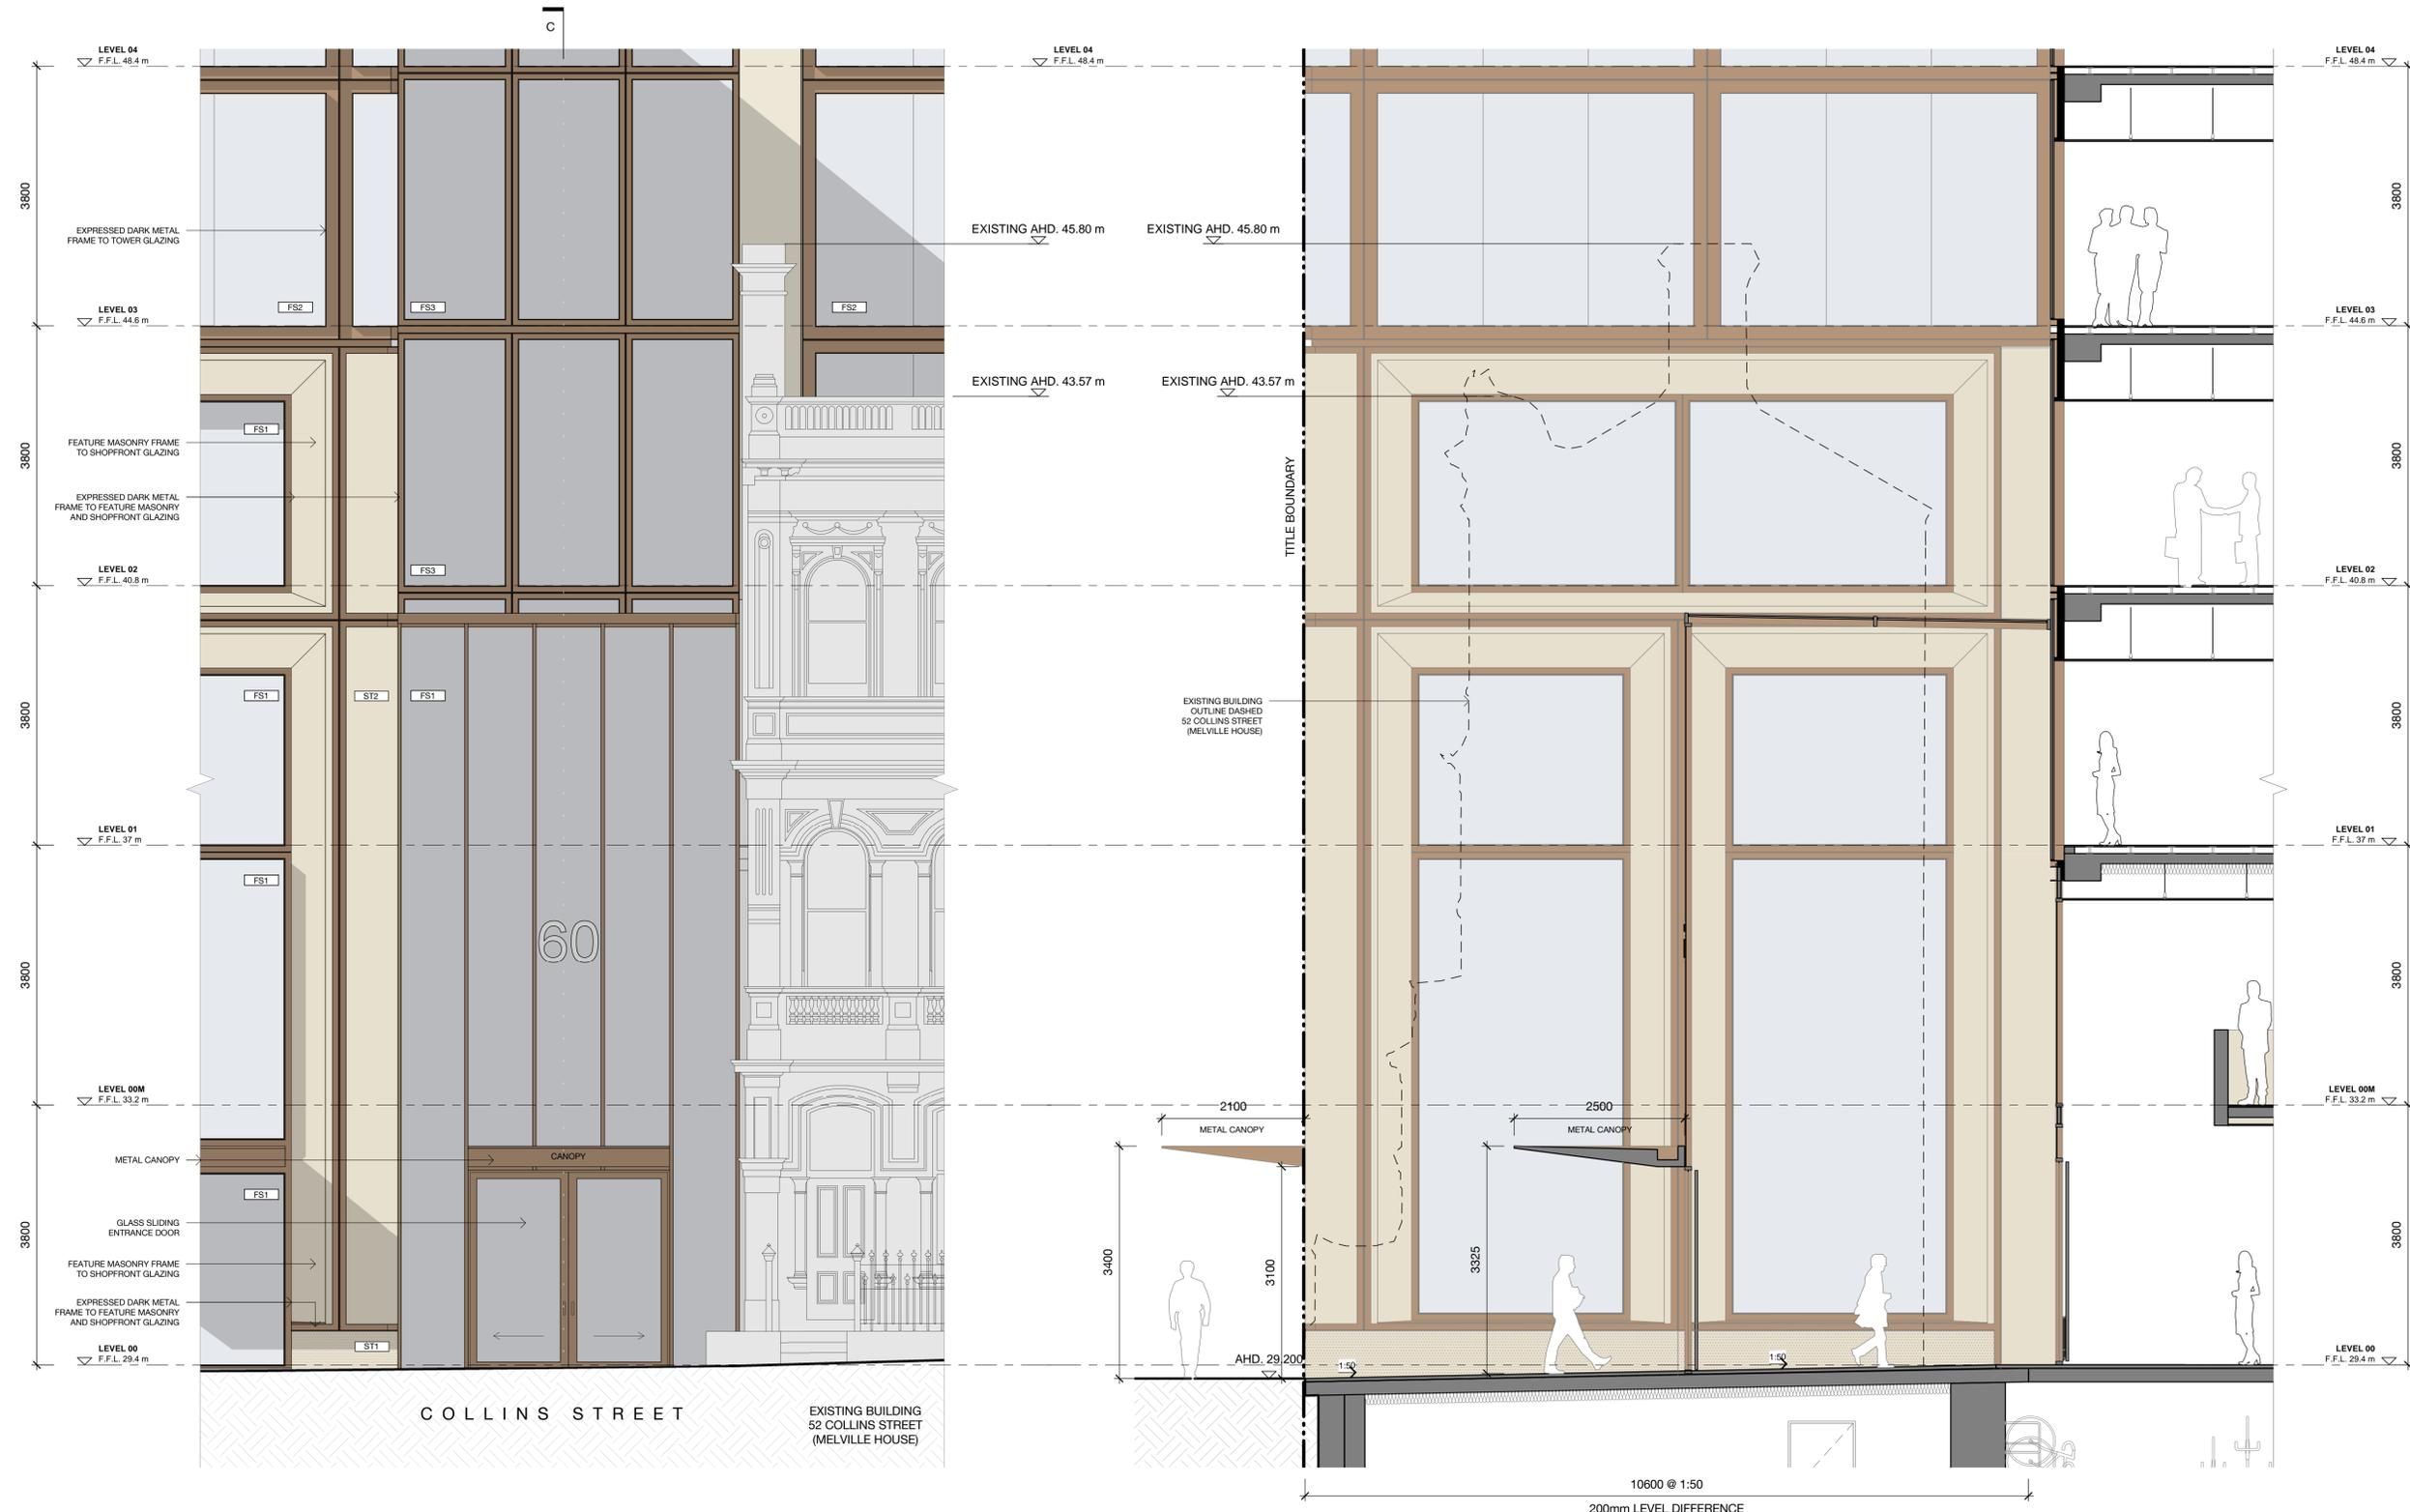 C
LEVEL 04
F.F.L. 48.4 m
3800
EXPRESSED DARK METAL
FRAME TO TOWER GLAZING
FS2
FS3
FS2
LEVEL 03
F.F.L. 44.6 m
3800
FS1
FEATURE MASONRY FRAME
TO SHOPFRONT GLAZING
EXPRESSED DARK METAL
FRAME TO FEATURE MASONRY
AND SHOPFRONT GLAZING
FS3
LEVEL 02
F.F.L. 40.8 m
3800
FS1
ST2
FS1
LEVEL 01
F.F.L. 37 m
FS1
60
3800
LEVEL 00M
F.F.L. 33.2 m
METAL CANOPY
CANOPY
FS1
3800
GLASS SLIDING
ENTRANCE DOOR
FEATURE MASONRY FRAME
TO SHOPFRONT GLAZING
EXPRESSED DARK METAL
FRAME TO FEATURE MASONRY
AND SHOPFRONT GLAZING
ST1
LEVEL 00
F.F.L. 29.4 m
COLLINS STREET
EXISTING BUILDING
52 COLLINS STREET
(MELVILLE HOUSE)
LEVEL 04
F.F.L. 48.4 m
EXISTING AHD. 45.80 m
EXISTING AHD. 45.80 m
EXISTING AHD. 43.57 m
EXISTING AHD. 43.57 m
TITLE BOUNDARY
EXISTING BUILDING
OUTLINE DASHED
52 COLLINS STREET
(MELVILLE HOUSE)
2100
METAL CANOPY
2500
METAL CANOPY
3400
3100
3325
AHD. 29.200
1:50
1:50
10600 @ 1:50
200mm LEVEL DIFFERENCE
LEVEL 04
F.F.L. 48.4 m
3800
LEVEL 03
F.F.L. 44.6 m
3800
LEVEL 02
F.F.L. 40.8 m
3800
LEVEL 01
F.F.L. 37 m
3800
LEVEL 00M
F.F.L. 33.2 m
3800
LEVEL 00
F.F.L. 29.4 m